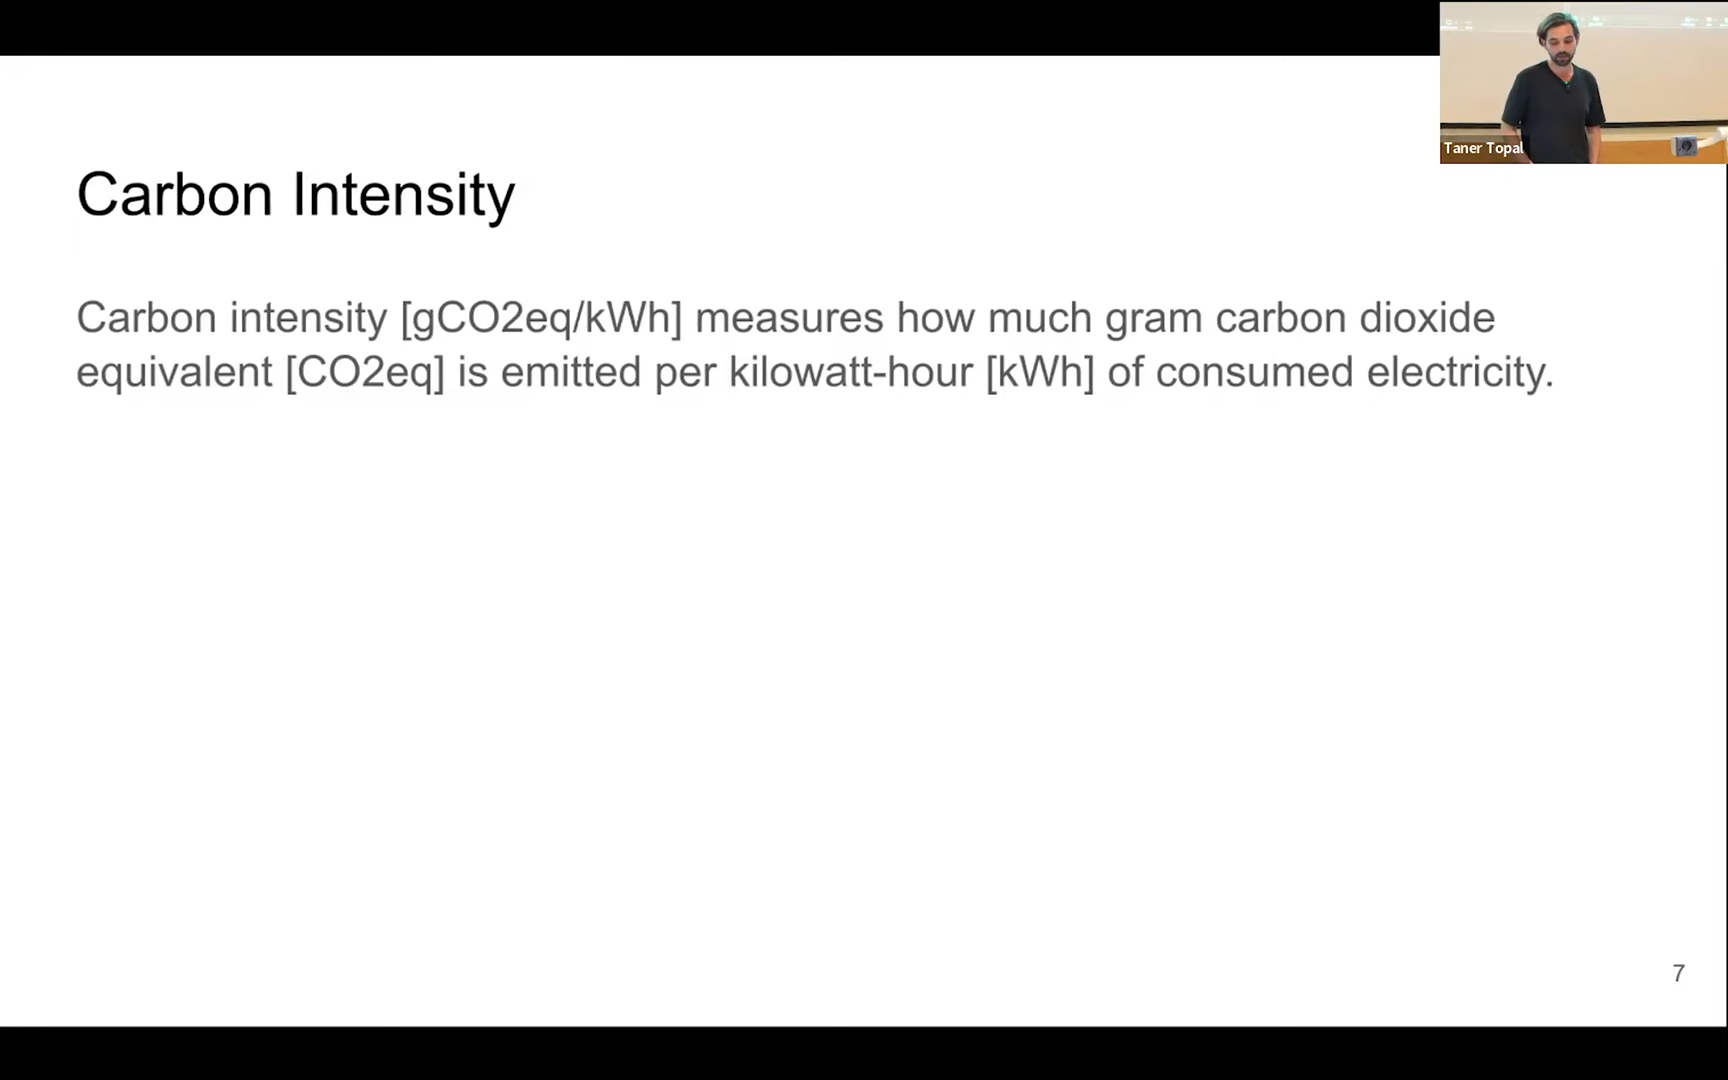 Taner Topal
Carbon Intensity
Carbon intensity [gCO2eq/kWh] measures how much gram carbon dioxide
equivalent [CO2eq] is emitted per kilowatt-hour [kWh] of consumed electricity.
7